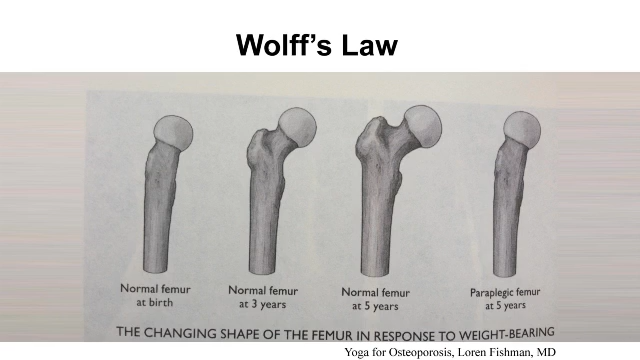 Wolff's Law
Normal femur
at birth
Normal femur
at 3 years
Normal femur
at 5 years
Paraplegic femur
at 5 years
THE CHANGING SHAPE OF THE FEMUR IN RESPONSE TO WEIGHT-BEARING
Yoga for Osteoporosis, Loren Fishman, MD